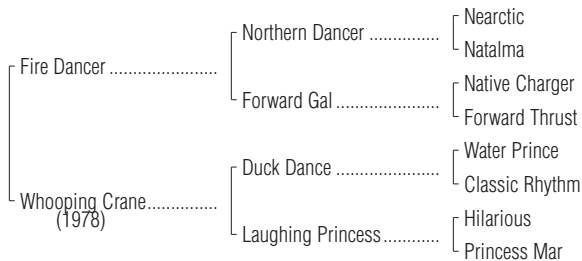 Nearctic
Northern Dancer ...............
Natalma
Fire Dancer .......................
Native Charger
Forward Gal ......................
Forward Thrust
Water Prince
Duck Dance ......................
Classic Rhythm
Whooping Crane...............
(1978)
Hilarious
Laughing Princess............
Princess Mar